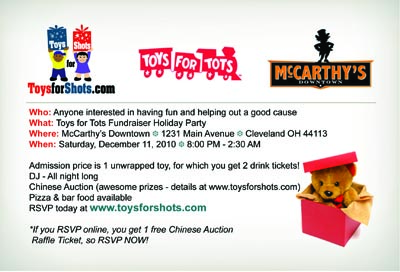 Toys Shots
for
ToysforShots.com
TOYS FOR TOTS
McCARTHY'S
DOWNTOWN
Who: Anyone interested in having fun and helping out a good cause
What: Toys for Tots Fundraiser Holiday Party
Where: McCarthy's Downtown ❄ 1231 Main Avenue ❄ Cleveland OH 44113
When: Saturday, December 11, 2010 ❄ 8:00 PM - 2:30 AM
Admission price is 1 unwrapped toy, for which you get 2 drink tickets!
DJ - All night long
Chinese Auction (awesome prizes - details at www.toysforshots.com)
Pizza & bar food available
RSVP today at www.toysforshots.com
*If you RSVP online, you get 1 free Chinese Auction
Raffle Ticket, so RSVP NOW!